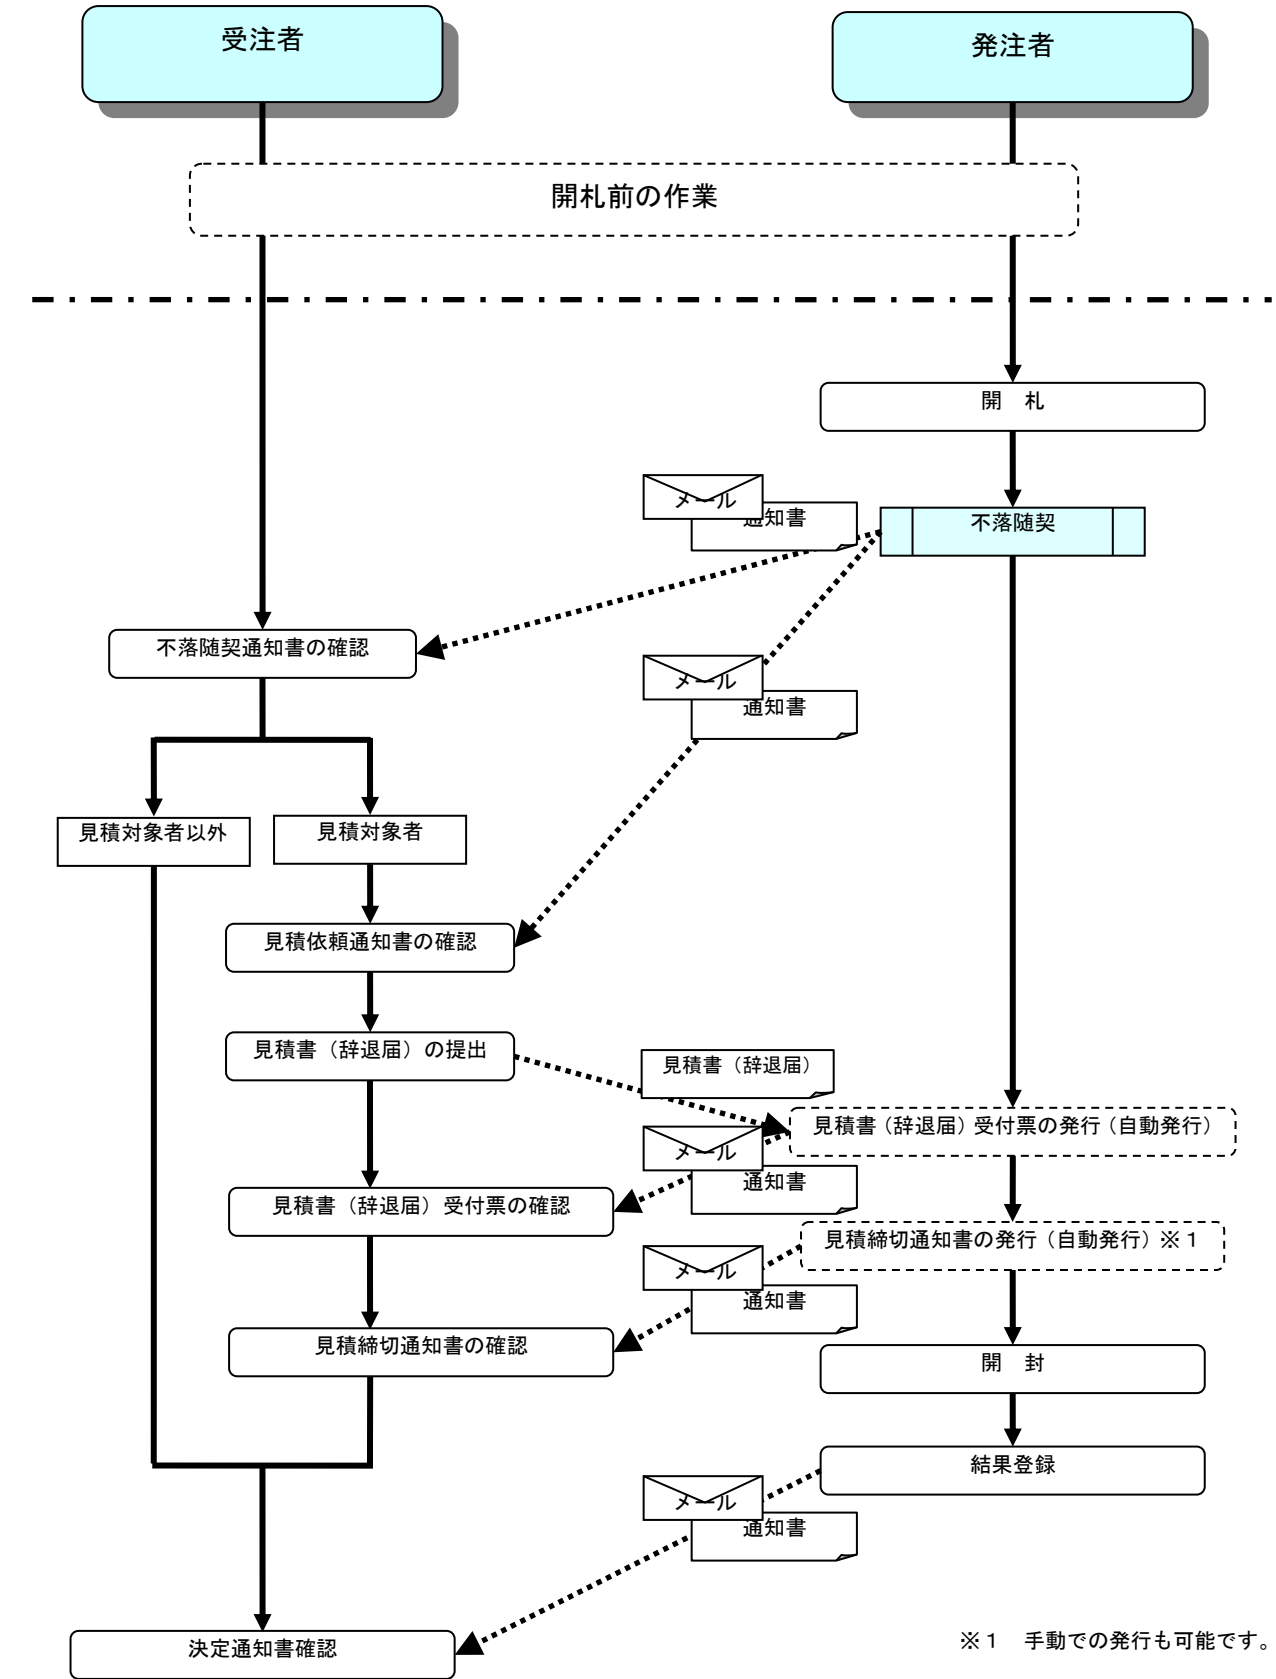 受注者
発注者
開札前の作業
開　札
メール
通知書
不落随契
不落随契通知書の確認
メール
通知書
見積対象者以外
見積対象者
見積依頼通知書の確認
見積書（辞退届）の提出
見積書（辞退届）
見積書（辞退届）受付票の発行（自動発行）
メール
通知書
見積書（辞退届）受付票の確認
見積締切通知書の発行（自動発行）※１
メール
通知書
見積締切通知書の確認
開　封
結果登録
メール
通知書
決定通知書確認
※１　手動での発行も可能です。